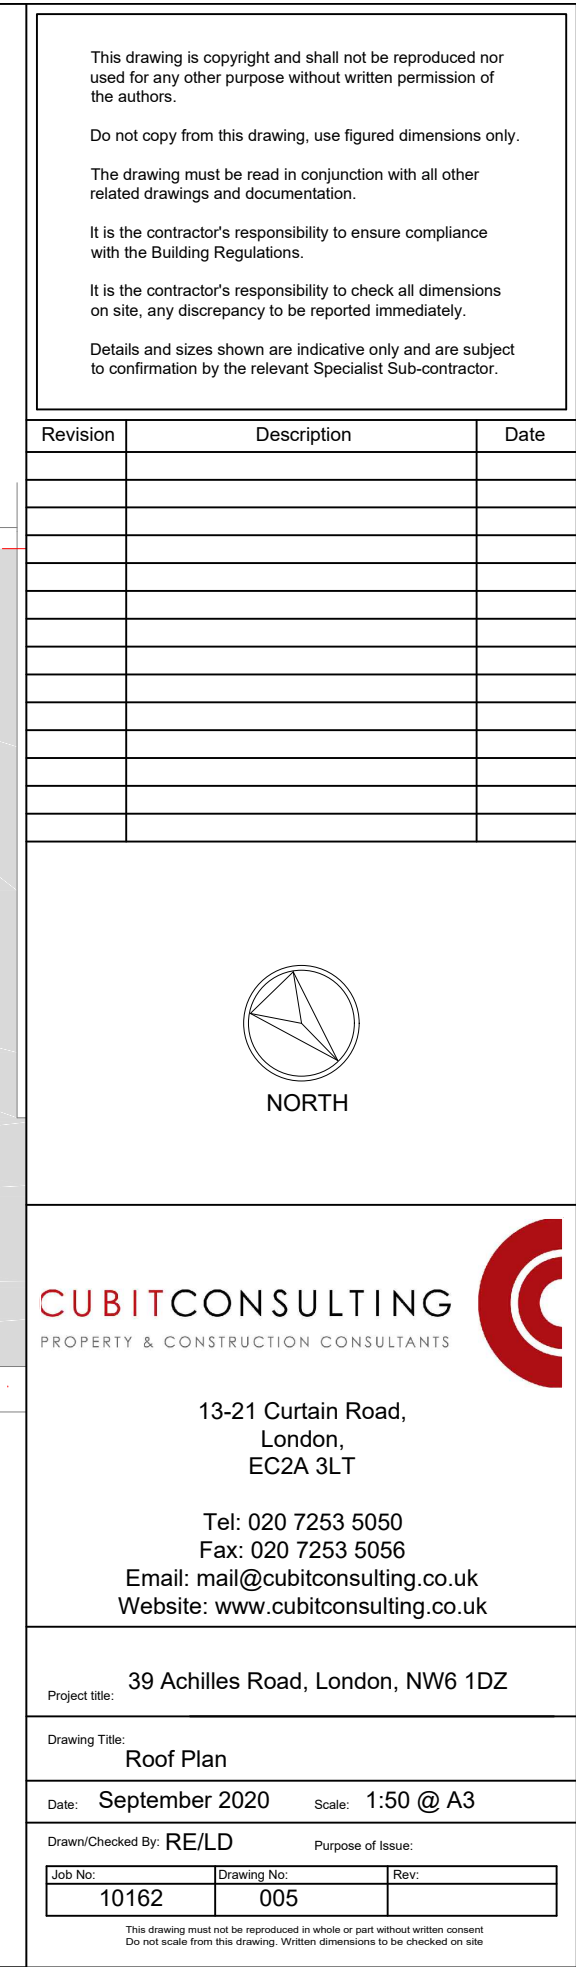 This drawing is copyright and shall not be reproduced nor
used for any other purpose without written permission of
the authors.
Do not copy from this drawing, use figured dimensions only.
The drawing must be read in conjunction with all other
related drawings and documentation.
It is the contractor's responsibility to ensure compliance
with the Building Regulations.
It is the contractor's responsibility to check all dimensions
on site, any discrepancy to be reported immediately.
Details and sizes shown are indicative only and are subject
to confirmation by the relevant Specialist Sub-contractor.
Revision Description Date
NORTH
CUBITCONSULTING
PROPERTY & CONSTRUCTION CONSULTANTS
13-21 Curtain Road,
London,
EC2A 3LT
Tel: 020 7253 5050
Fax: 020 7253 5056
Email: mail@cubitconsulting.co.uk
Website: www.cubitconsulting.co.uk
Project title: 39 Achilles Road, London, NW6 1DZ
Drawing Title:
Roof Plan
Date: September 2020 Scale: 1:50 @ A3
Drawn/Checked By: RE/LD Purpose of Issue:
Job No: Drawing No: Rev:
10162 005
This drawing must not be reproduced in whole or part without written consent
Do not scale from this drawing. Written dimensions to be checked on site